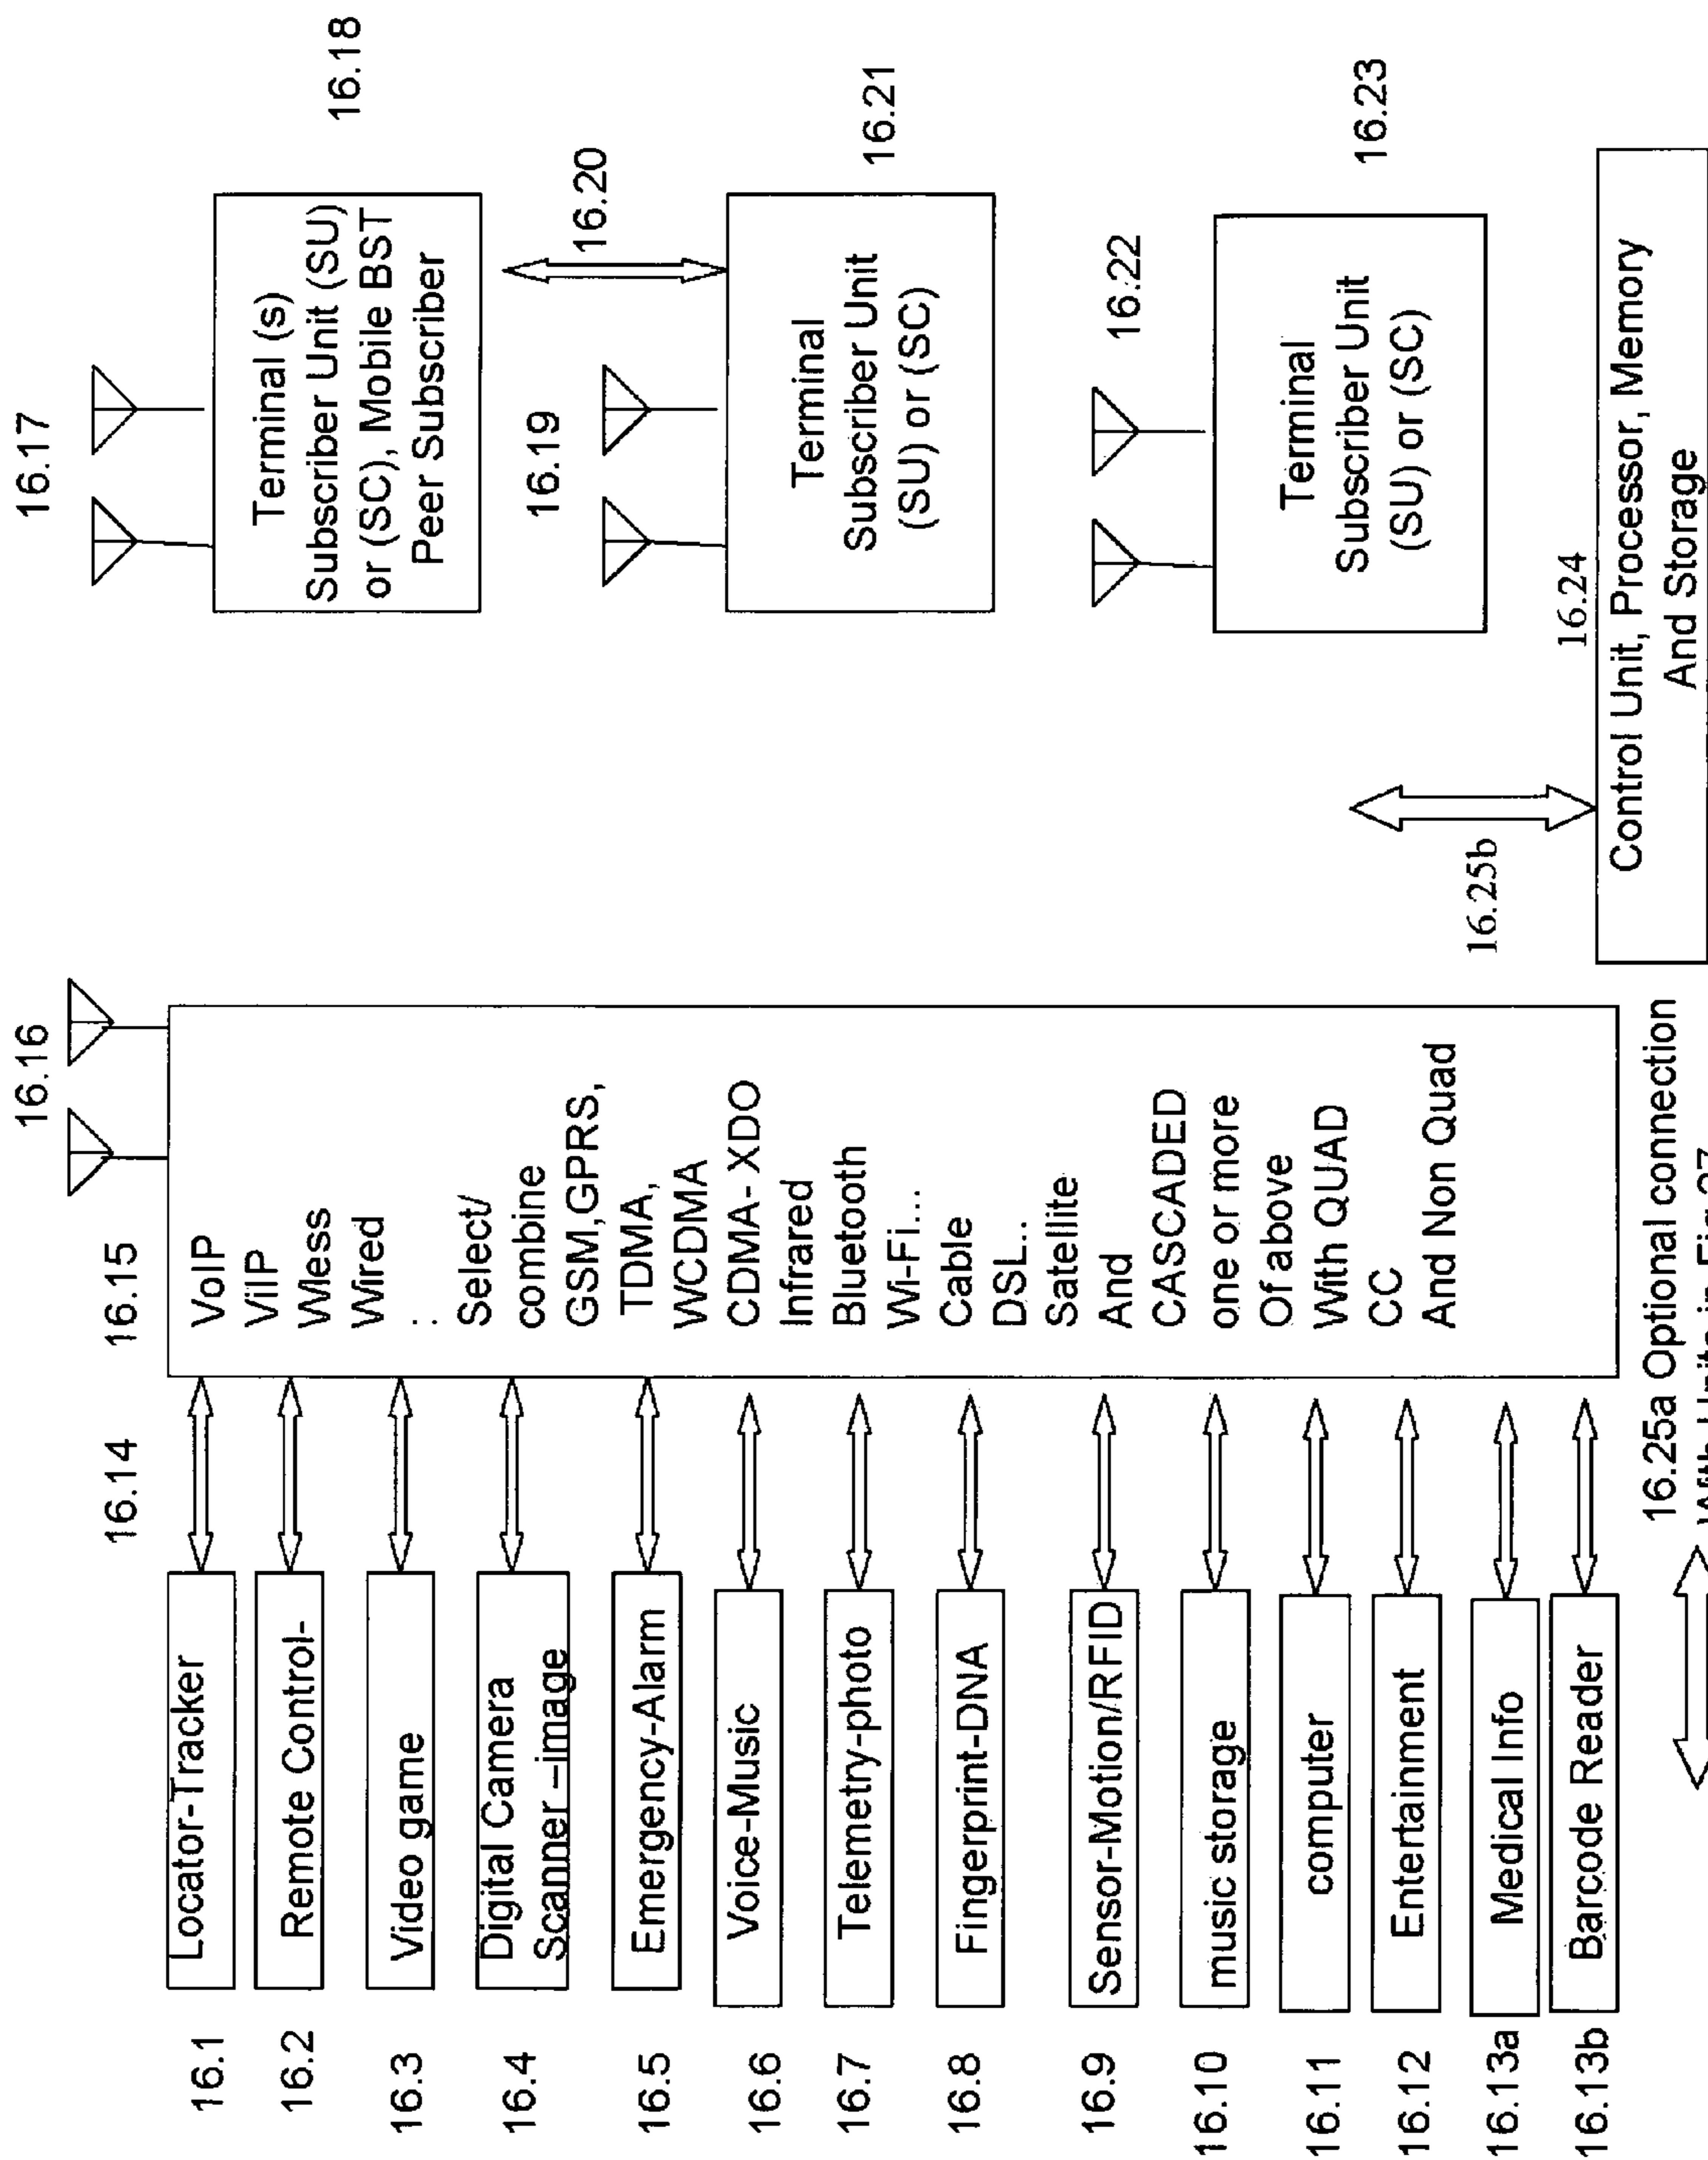 16.1
Locator-Tracker
16.2
Remote Control-
16.3
Video game
16.4
Digital Camera
Scanner –image
16.5
Emergency-Alarm
16.6
Voice-Music
16.7
Telemetry-photo
16.8
Fingerprint-DNA
16.9
Sensor-Motion/RFID
16.10
music storage
16.11
computer
16.12
Entertainment
16.13a
Medical Info
16.13b
Barcode Reader
16.14
16.15
16.16
VoIP
ViIP
Wless
Wired
..
Select/
combine
GSM,GPRS,
TDMA,
WCDMA
CDMA- XDO
Infrared
Bluetooth
Wi-Fi...
Cable
DSL..
Satellite
And
CASCADED
one or more
Of above
With QUAD
CC
And Non Quad
16.25a Optional connection
With Units in Fig 27
16.17
Terminal (s)
Subscriber Unit (SU)
or (SC), Mobile BST
Peer Subscriber
16.18
16.20
16.19
Terminal
Subscriber Unit
(SU) or (SC)
16.21
16.22
Terminal
Subscriber Unit
(SU) or (SC)
16.23
16.25b
16.24
Control Unit, Processor, Memory
And Storage